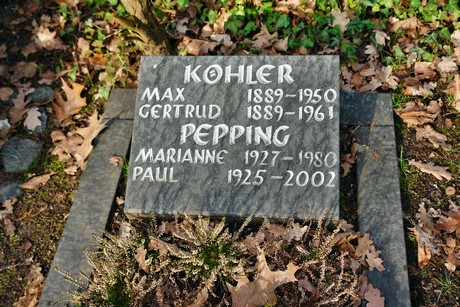 KÖHLER
MAX 1889-1950
GERTRUD 1889-1961
PEPPING
MARIANNE 1927-1980
PAUL 1925-2002